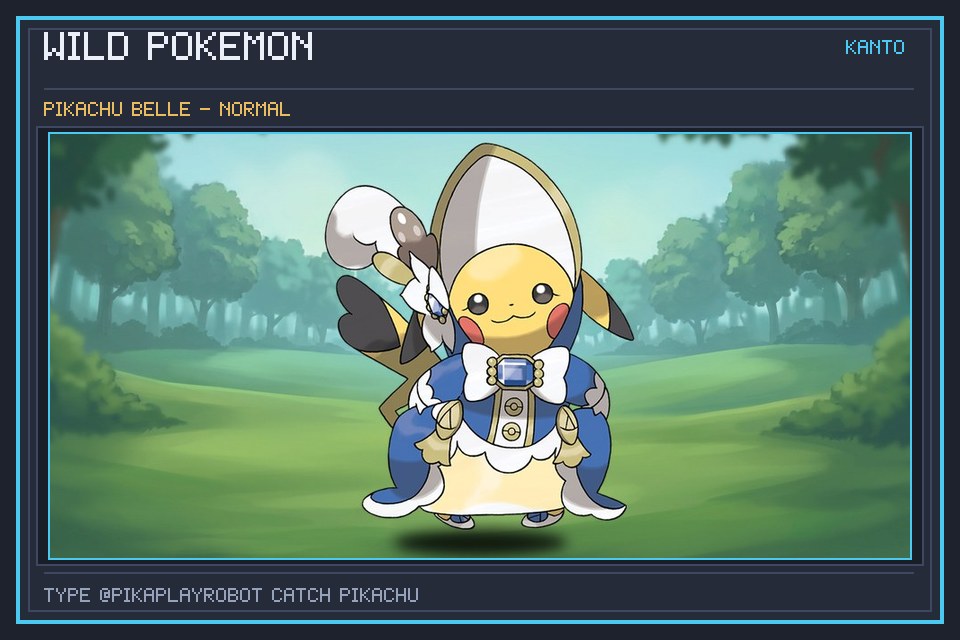 WILD POKEMON
KANTO
PIKACHU BELLE - NORMAL
TYPE @PIKAPLAYROBOT CATCH PIKACHU